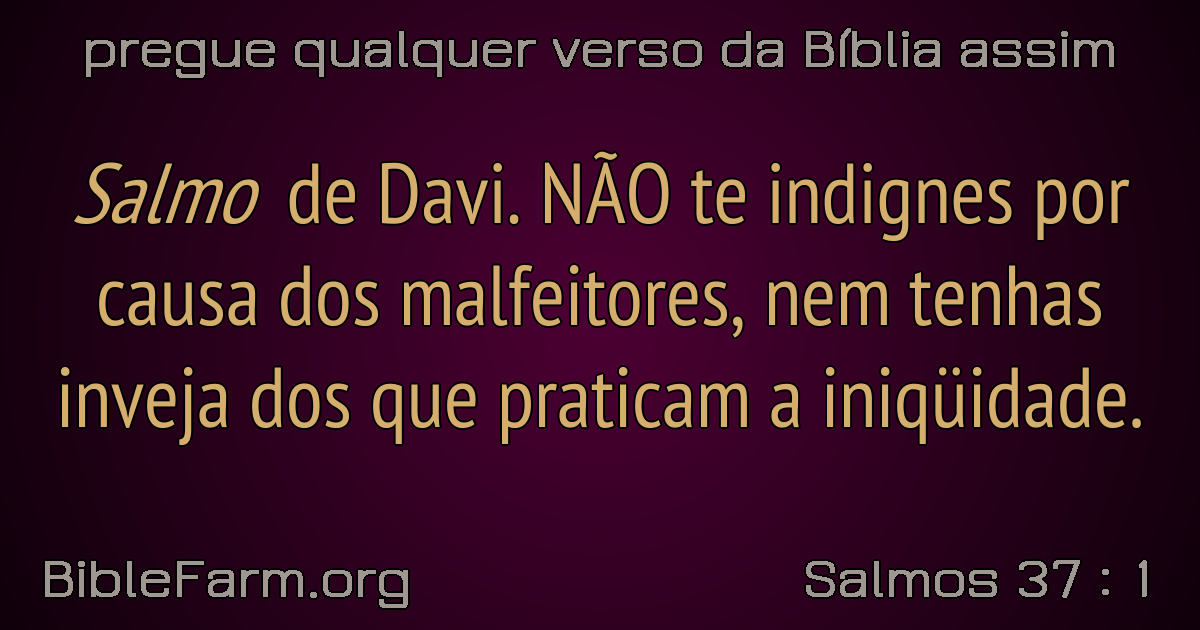 pregue qualquer verso da Bíblia assim
Salmo de Davi. NÃO te indignes por
causa dos malfeitores, nem tenhas
inveja dos que praticam a iniqüidade.
BibleFarm.org
Salmos 37 : 1